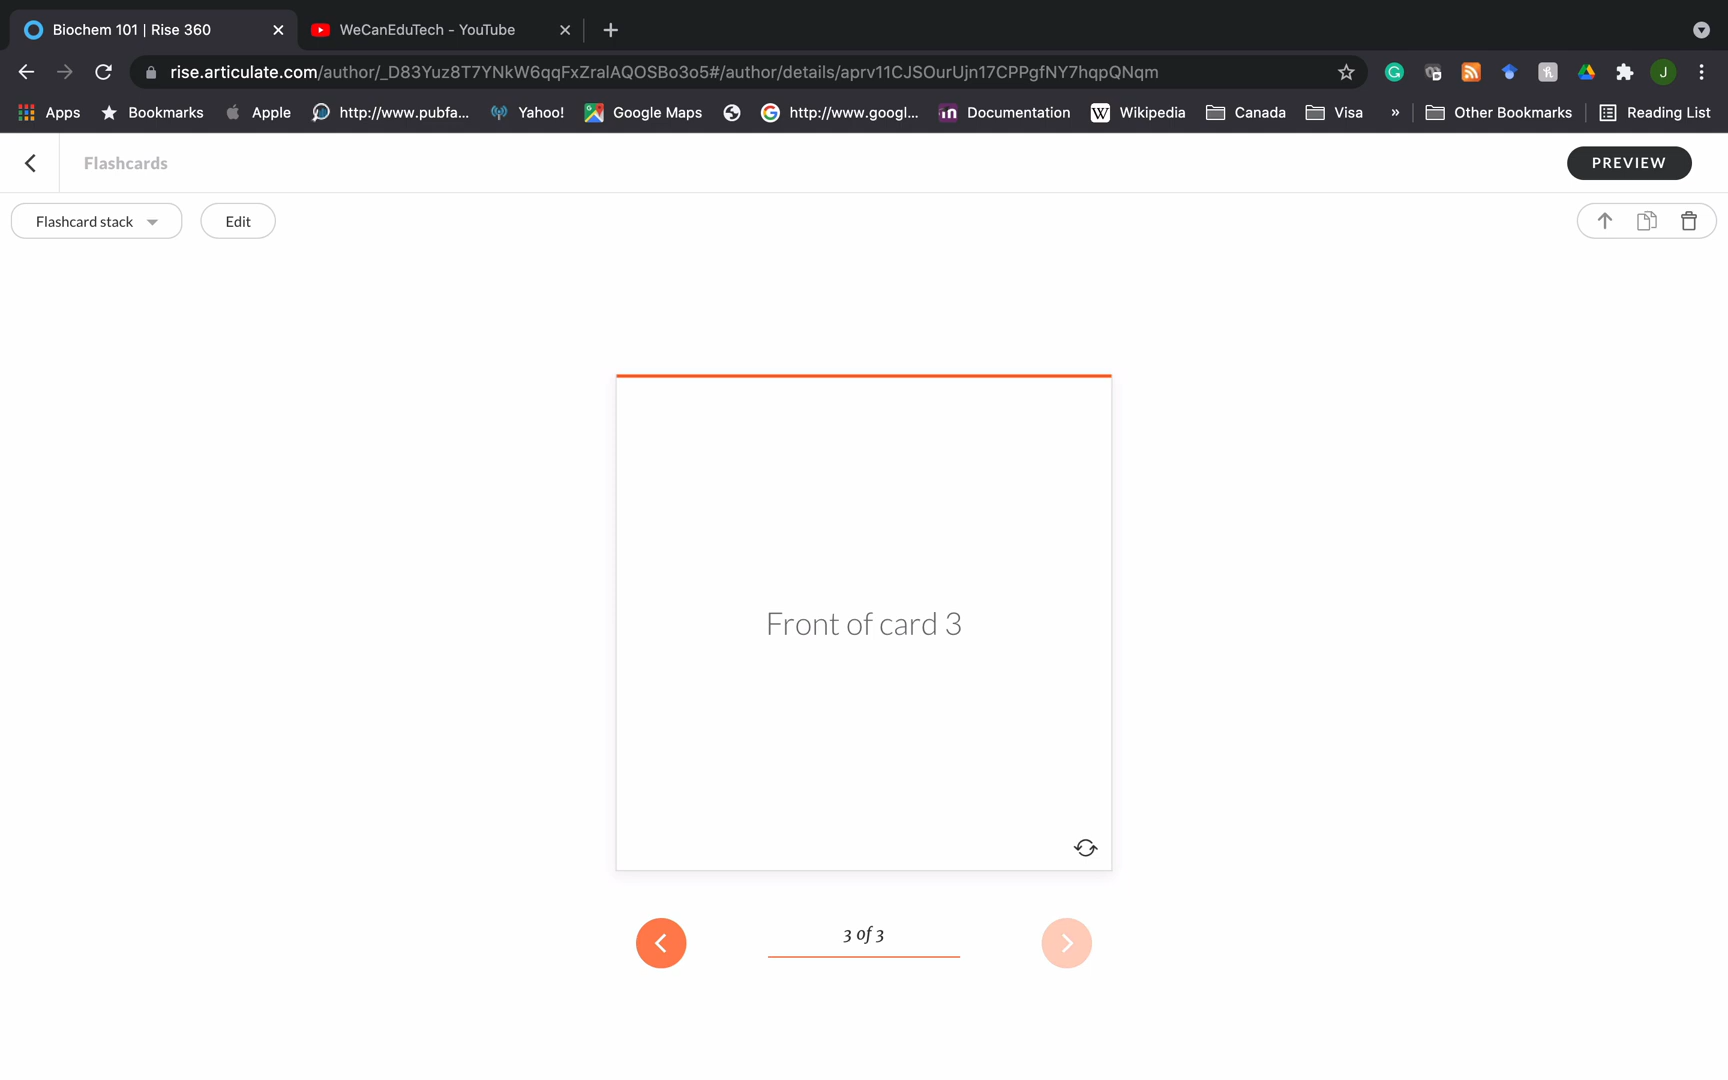 Biochem 101 | Rise 360
WeCanEduTech - YouTube
rise.articulate.com/author/_D83Yuz8T7YNkW6qqFxZralAQOSBo3o5#/author/details/aprv11CJSOurUjn17CPPgfNY7hqpQNqm
J
Apps
Bookmarks
Apple
http://www.pubfa...
Yahoo!
Google Maps
http://www.googl...
Documentation
Wikipedia
Canada
Visa
»
Other Bookmarks
Reading List
Flashcards
PREVIEW
Flashcard stack
Edit
Front of card 3
3 of 3